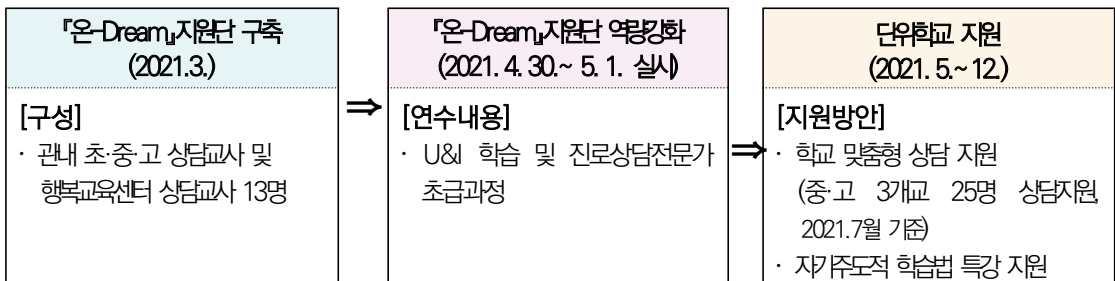 『온-Dream』지원단 구축
(2021.3.)
[구성]
· 관내 초·중·고 상담교사 및
행복교육센터 상담교사 13명
⇒
『온-Dream』지원단 역량강화
(2021. 4. 30.~ 5. 1. 실시)
[연수내용]
· U&I 학습 및 진로상담전문가
초급과정
⇒
단위학교 지원
(2021. 5.~ 12.)
[지원방안]
· 학교 맞춤형 상담 지원
(중·고 3개교 25명 상담지원,
2021.7월 기준)
· 자기주도적 학습법 특강 지원